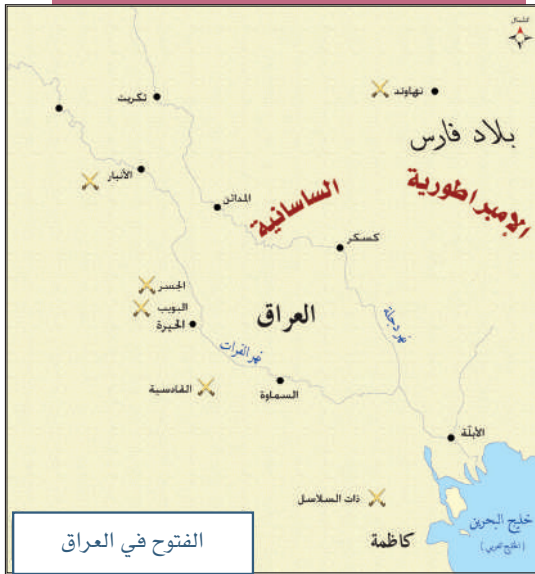 الشمال
نهاوند
تكريت
بلاد فارس
الأنبار
الإمبراطورية
الساسانية
المدائن
كسكر
الجسر
البويب
العراق
الحيرة
نهر دجلة
نهر الفرات
القادسية
السماوة
الأبلّة
ذات السلاسل
خليج البحرين
(الخليج العربي)
كاظمة
الفتوح في العراق